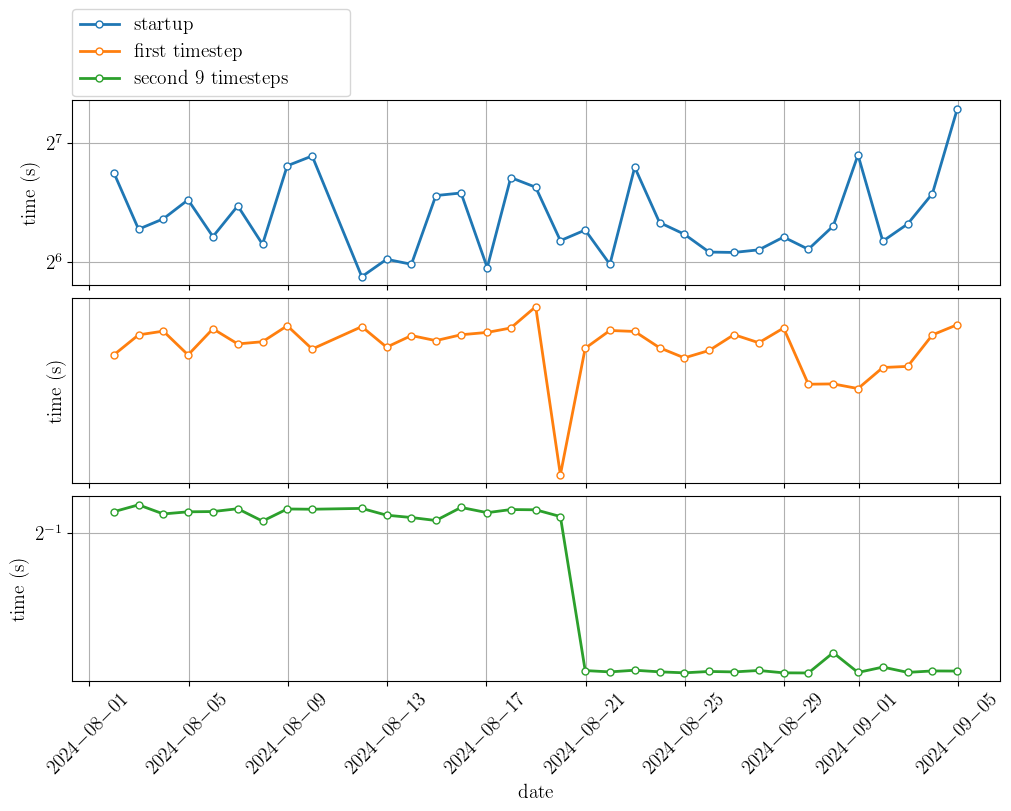 startup
first timestep
second 9 timesteps
2^7
2^6
time (s)
time (s)
2^−1
time (s)
2024−08−01
2024−08−05
2024−08−09
2024−08−13
2024−08−17
2024−08−21
2024−08−25
2024−08−29
2024−09−01
2024−09−05
date